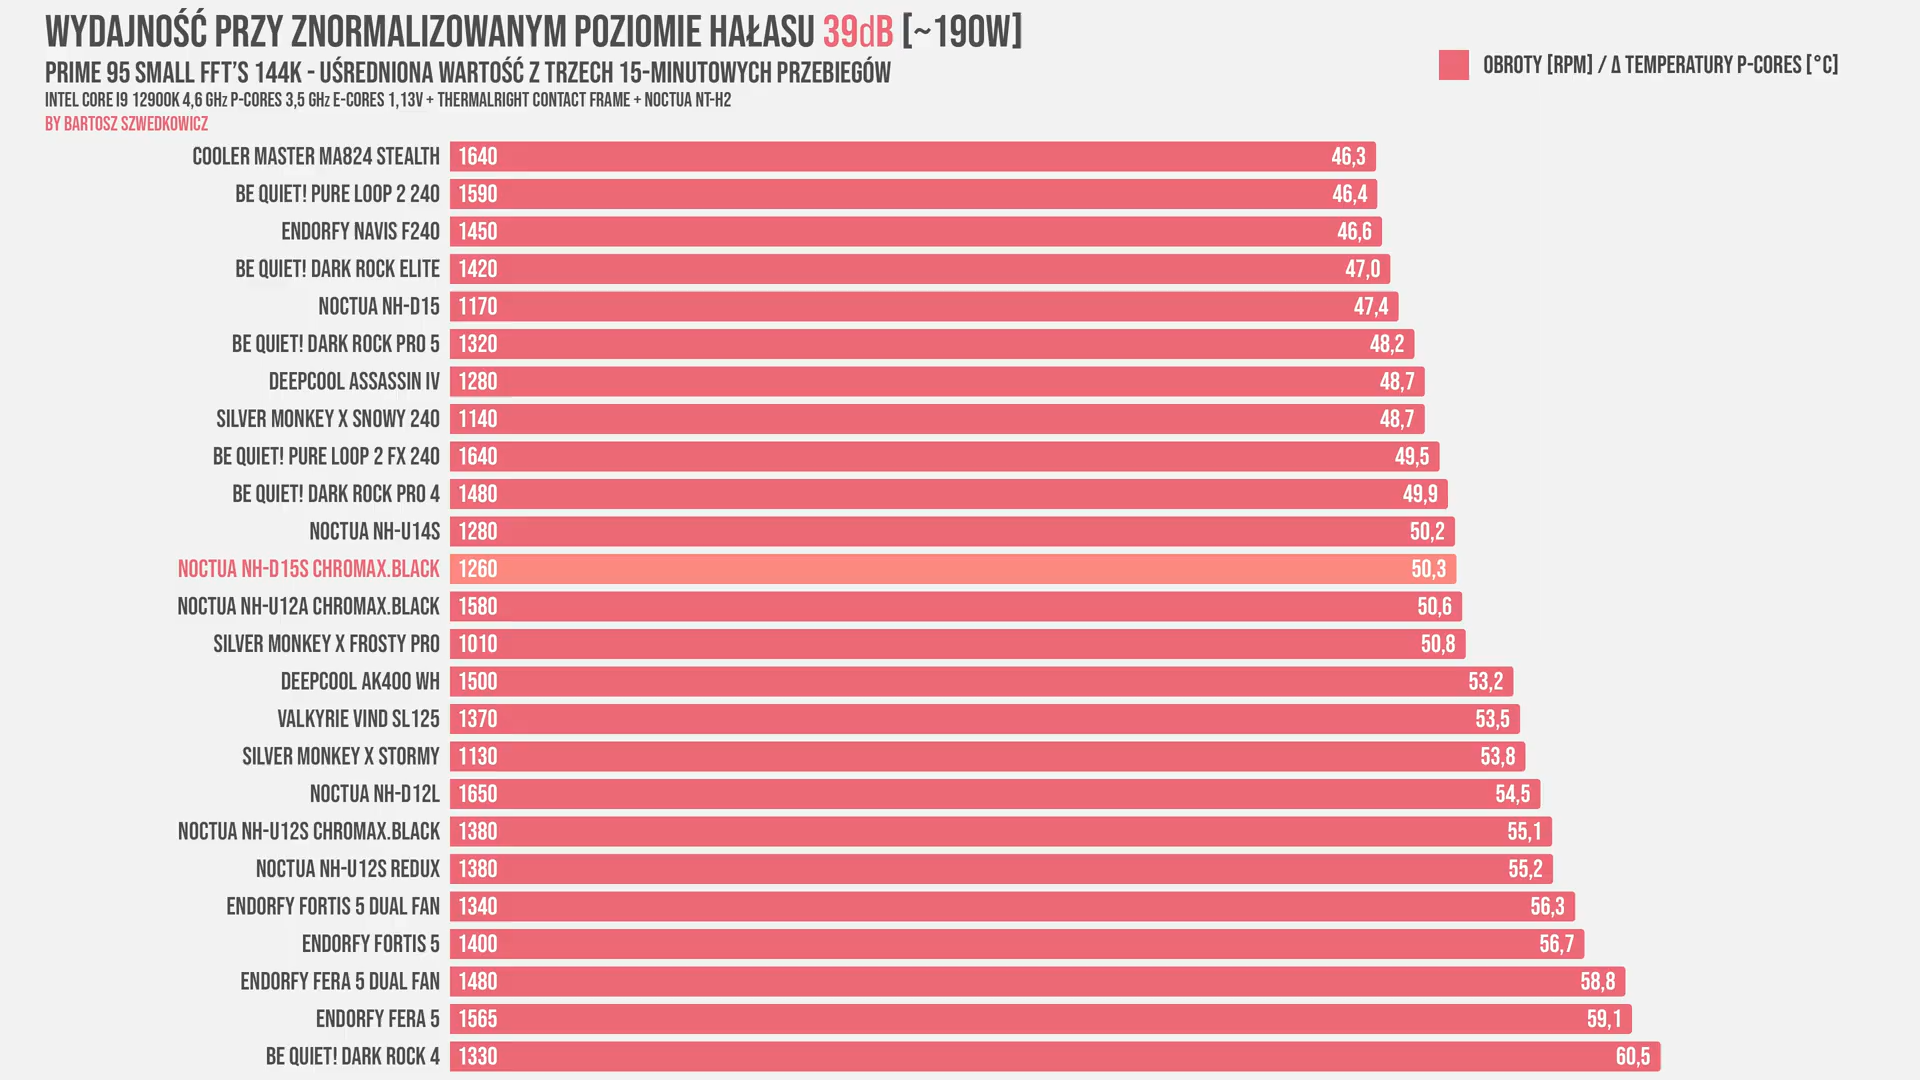 WYDAJNOŚĆ PRZY ZNORMALIZOWANYM POZIOMIE HAŁASU 39dB [~190W]
PRIME 95 SMALL FFT'S 144K - UŚREDNIONA WARTOŚĆ Z TRZECH 15-MINUTOWYCH PRZEBIEGÓW
INTEL CORE I9 12900K 4,6 GHz P-CORES 3,5 GHz E-CORES 1,13V + THERMALRIGHT CONTACT FRAME + NOCTUA NT-H2
BY BARTOSZ SZWEDKOWICZ
OBROTY [RPM] / Δ TEMPERATURY P-CORES [°C]
COOLER MASTER MA824 STEALTH 1640 46,3
BE QUIET! PURE LOOP 2 240 1590 46,4
ENDORFY NAVIS F240 1450 46,6
BE QUIET! DARK ROCK ELITE 1420 47,0
NOCTUA NH-D15 1170 47,4
BE QUIET! DARK ROCK PRO 5 1320 48,2
DEEPCOOL ASSASSIN IV 1280 48,7
SILVER MONKEY X SNOWY 240 1140 48,7
BE QUIET! PURE LOOP 2 FX 240 1640 49,5
BE QUIET! DARK ROCK PRO 4 1480 49,9
NOCTUA NH-U14S 1280 50,2
NOCTUA NH-D15S CHROMAX.BLACK 1260 50,3
NOCTUA NH-U12A CHROMAX.BLACK 1580 50,6
SILVER MONKEY X FROSTY PRO 1010 50,8
DEEPCOOL AK400 WH 1500 53,2
VALKYRIE VIND SL125 1370 53,5
SILVER MONKEY X STORMY 1130 53,8
NOCTUA NH-D12L 1650 54,5
NOCTUA NH-U12S CHROMAX.BLACK 1380 55,1
NOCTUA NH-U12S REDUX 1380 55,2
ENDORFY FORTIS 5 DUAL FAN 1340 56,3
ENDORFY FORTIS 5 1400 56,7
ENDORFY FERA 5 DUAL FAN 1480 58,8
ENDORFY FERA 5 1565 59,1
BE QUIET! DARK ROCK 4 1330 60,5